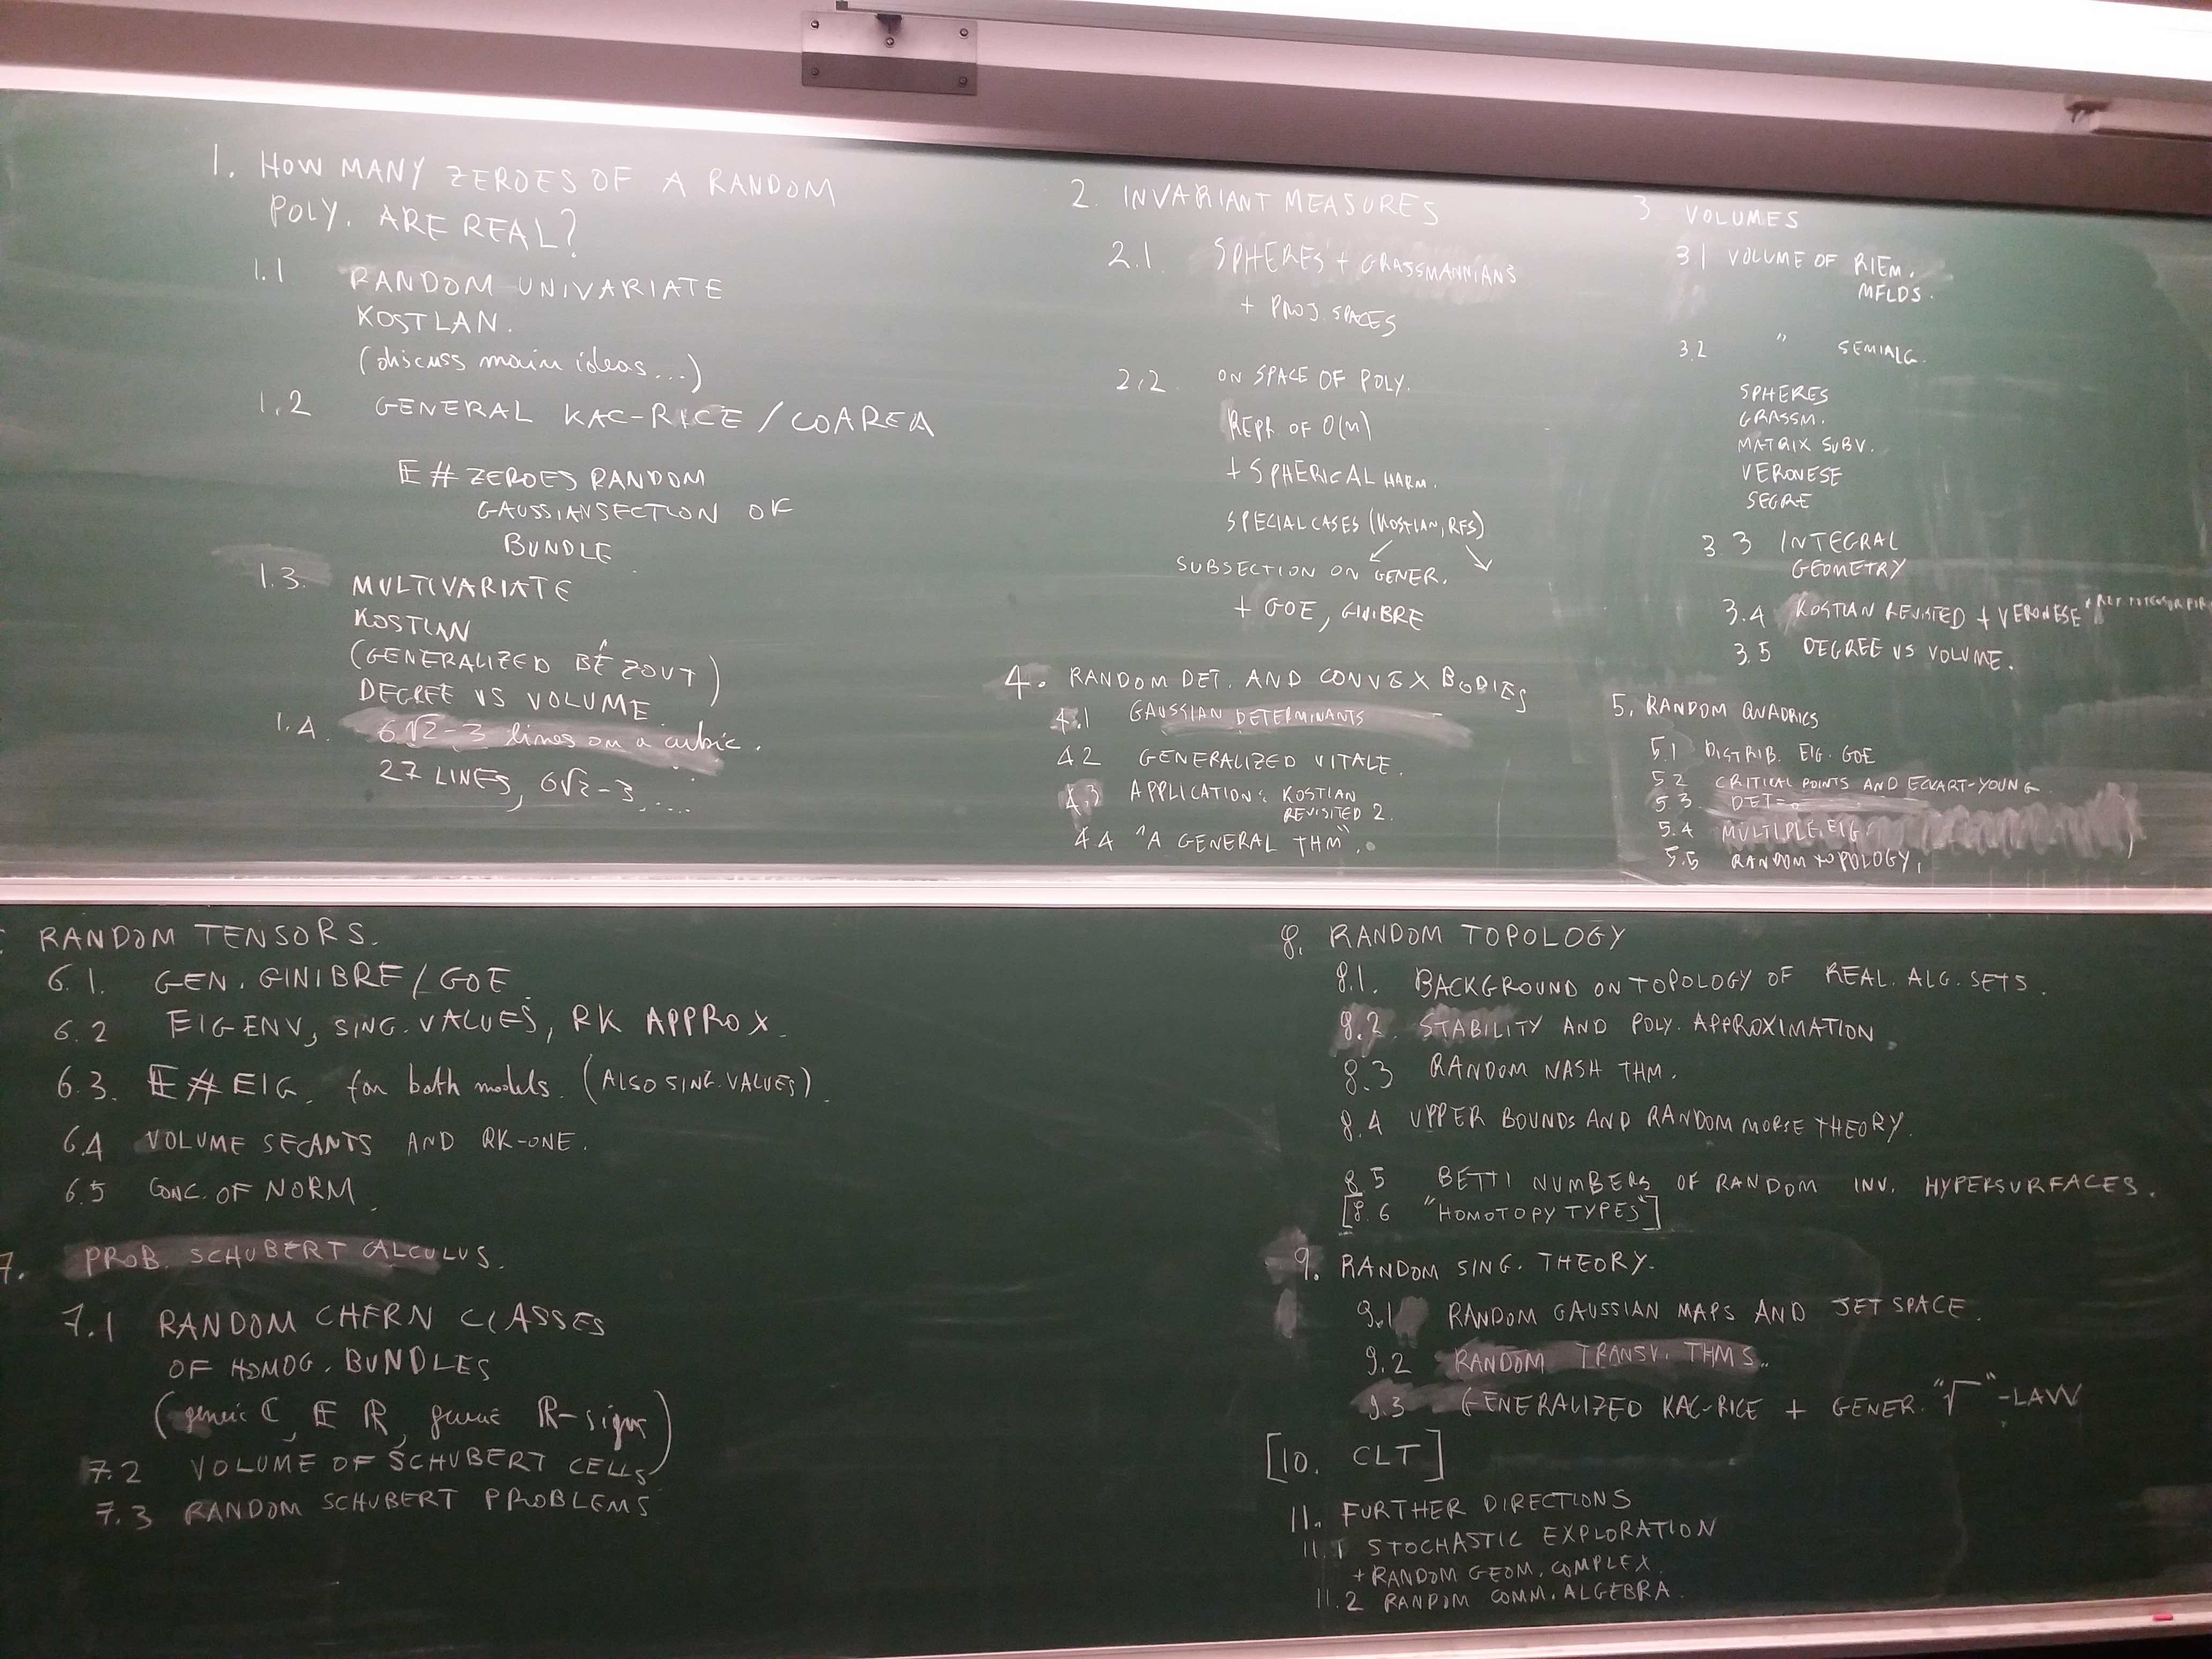 1. HOW MANY ZEROES OF A RANDOM
POLY. ARE REAL?
1.1 RANDOM UNIVARIATE
KOSTLAN.
(discuss main ideas...)
1.2 GENERAL KAC-RICE / COAREA
𝔼 # ZEROES RANDOM
GAUSSIAN SECTION OF
BUNDLE
1.3. MULTIVARIATE
KOSTLAN
(GENERALIZED BÉZOUT)
DEGREE VS VOLUME
1.4. 6√2-3 lines on a cubic.
27 LINES, 6√2-3,....
2. INVARIANT MEASURES
2.1. SPHERES + GRASSMANNIANS
+ PROJ. SPACES
2.2. ON SPACE OF POLY.
REPR. OF O(n)
+ SPHERICAL HARM.
SPECIAL CASES (KOSTLAN, RFS)
SUBSECTION ON GENER.
+ GOE, GINIBRE
3 VOLUMES
3.1 VOLUME OF RIEM.
MFLDS.
3.2 " SEMIALG.
SPHERES
GRASSM.
MATRIX SUBV.
VERONESE
SEGRE
3.3 INTEGRAL
GEOMETRY
3.4 KOSTLAN REVISITED + VERONESE
3.5 DEGREE VS VOLUME.
4. RANDOM DET. AND CONVEX BODIES
4.1 GAUSSIAN DETERMINANTS
4.2 GENERALIZED VITALE.
4.3 APPLICATION: KOSTLAN
REVISITED 2.
4.4 "A GENERAL THM".
5. RANDOM QUADRICS
5.1 DISTRIB. EIG. GOE
5.2 CRITICAL POINTS AND ECKART-YOUNG
5.3. DET=0
5.4 MULTIPLE EIG.
5.5 RANDOM TOPOLOGY,
RANDOM TENSORS.
6.1. GEN. GINIBRE / GOE.
6.2 EIGENV, SING. VALUES, RK APPROX.
6.3. 𝔼 # EIG. for both models. (ALSO SING. VALUES).
6.4 VOLUME SECANTS AND RK-ONE.
6.5 CONC. OF NORM.
7. PROB. SCHUBERT CALCULUS.
7.1 RANDOM CHERN CLASSES
OF HOMOG. BUNDLES
(generic ℂ, 𝔼 ℝ, generic ℝ-sign)
7.2 VOLUME OF SCHUBERT CELLS
7.3 RANDOM SCHUBERT PROBLEMS
8. RANDOM TOPOLOGY
8.1. BACKGROUND ON TOPOLOGY OF REAL. ALG. SETS.
8.2 STABILITY AND POLY. APPROXIMATION.
8.3 RANDOM NASH THM.
8.4 UPPER BOUNDS AND RANDOM MORSE THEORY.
8.5 BETTI NUMBERS OF RANDOM INV. HYPERSURFACES.
[8.6 "HOMOTOPY TYPES"]
9. RANDOM SING. THEORY.
9.1 RANDOM GAUSSIAN MAPS AND JET SPACE.
9.2 RANDOM TRANSV. THMS.
9.3 GENERALIZED KAC-RICE + GENER. "√"-LAW
[10. CLT]
11. FURTHER DIRECTIONS
11.1 STOCHASTIC EXPLORATION
+ RANDOM GEOM. COMPLEX.
11.2 RANDOM COMM. ALGEBRA.